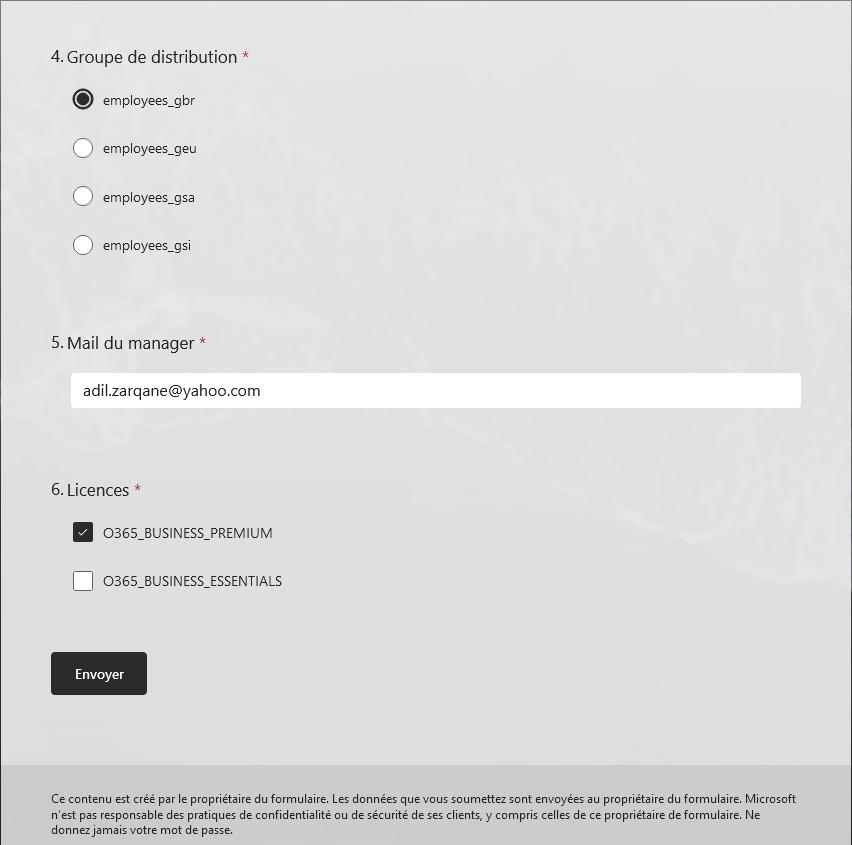 4. Groupe de distribution *
employees_gbr
employees_geu
employees_gsa
employees_gsi
5. Mail du manager *
adil.zarqane@yahoo.com
6. Licences *
O365_BUSINESS_PREMIUM
O365_BUSINESS_ESSENTIALS
Envoyer
Ce contenu est créé par le propriétaire du formulaire. Les données que vous soumettez sont envoyées au propriétaire du formulaire. Microsoft
n'est pas responsable des pratiques de confidentialité ou de sécurité de ses clients, y compris celles de ce propriétaire de formulaire. Ne
donnez jamais votre mot de passe.